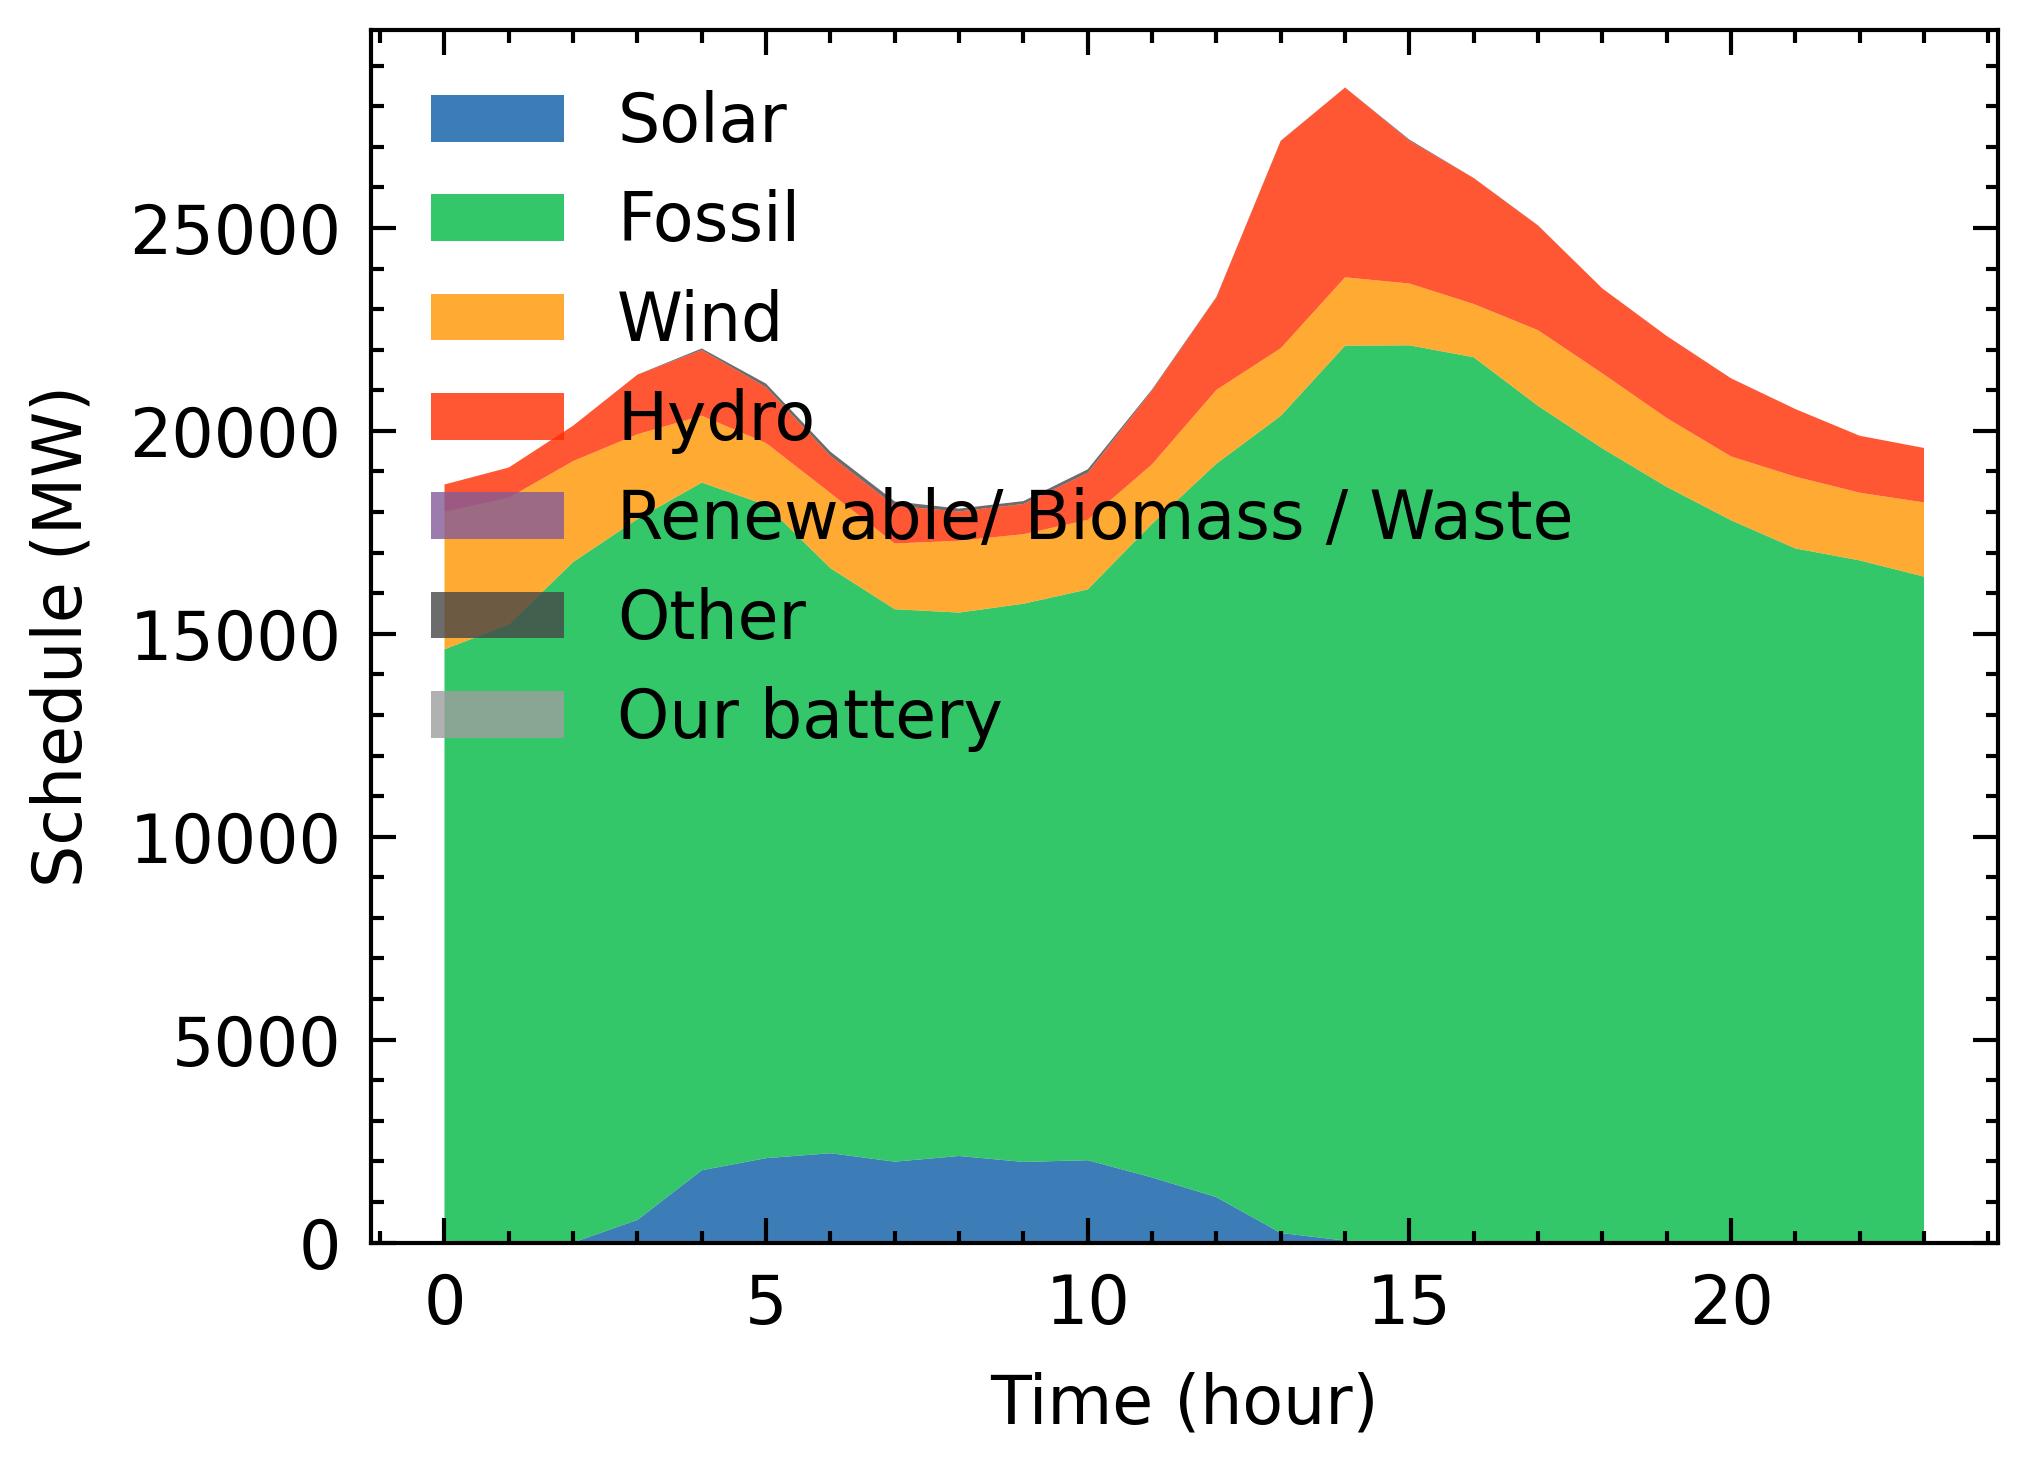 Solar
Fossil
Wind
Hydro
Renewable/ Biomass / Waste
Other
Our battery
25000
20000
15000
10000
5000
0
Schedule (MW)
0 5 10 15 20
Time (hour)